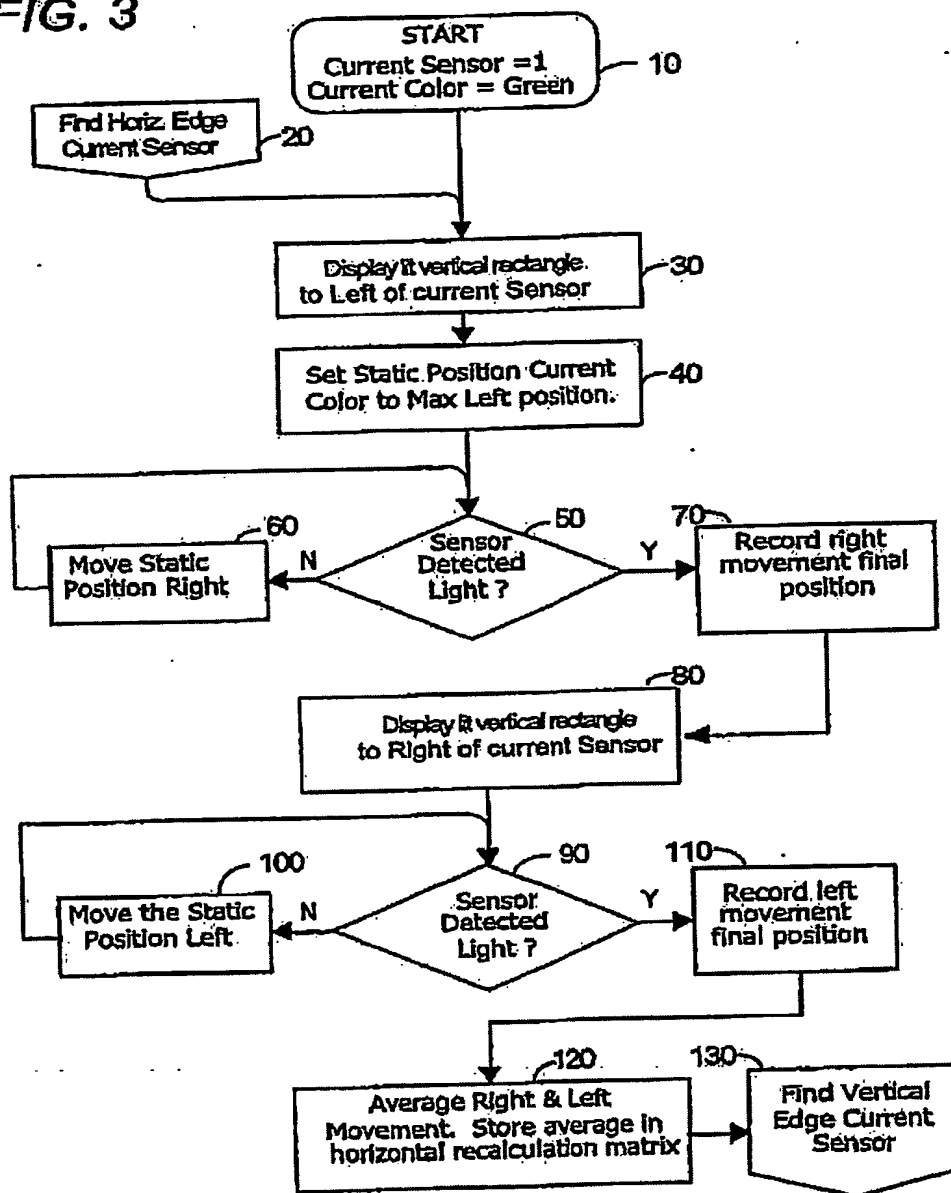 FIG. 3
START
Current Sensor =1
Current Color = Green
10
Find Horiz. Edge
Current Sensor
20
Display lit vertical rectangle
to Left of current Sensor
30
Set Static Position Current
Color to Max Left position.
40
Sensor
Detected
Light ?
50
N
Y
60
Move Static
Position Right
70
Record right
movement final
position
80
Display lit vertical rectangle
to Right of current Sensor
Sensor
Detected
Light ?
90
N
Y
100
Move the Static
Position Left
110
Record left
movement
final position
120
Average Right & Left
Movement. Store average in
horizontal recalculation matrix
130
Find Vertical
Edge Current
Sensor